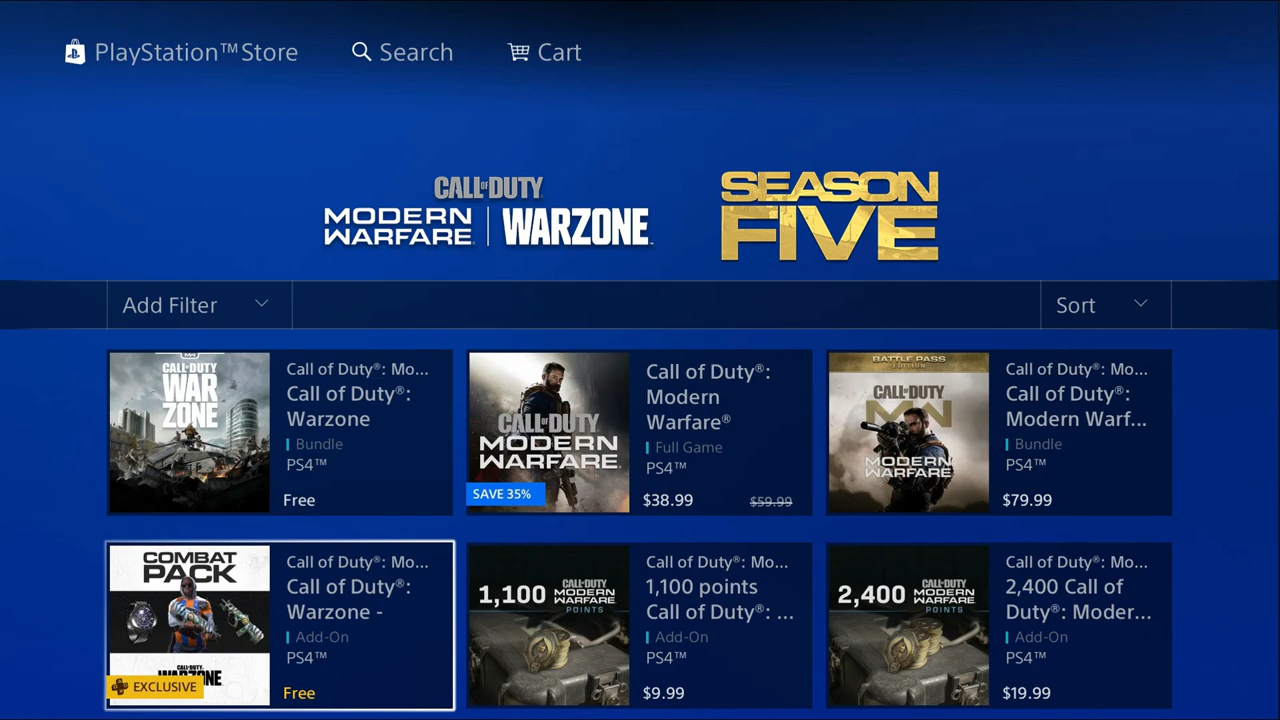 PlayStation™Store
Search
Cart
CALL OF DUTY
MODERN WARFARE
WARZONE
SEASON
FIVE
Add Filter
Sort
MW
CALL OF DUTY
WAR
ZONE
Call of Duty®: Mo...
Call of Duty®:
Warzone
Bundle
PS4™
Free
CALL OF DUTY
MODERN
WARFARE
SAVE 35%
Call of Duty®:
Modern
Warfare®
Full Game
PS4™
$38.99
$59.99
BATTLE PASS
EDITION
CALL OF DUTY
MW
MODERN
WARFARE
Call of Duty®: Mo...
Call of Duty®:
Modern Warf...
Bundle
PS4™
$79.99
COMBAT
PACK
CALL OF DUTY
WARZONE
EXCLUSIVE
Call of Duty®: Mo...
Call of Duty®:
Warzone -
Add-On
PS4™
Free
1,100
CALL OF DUTY
MODERN
WARFARE
POINTS
Call of Duty®: Mo...
1,100 points
Call of Duty®: ...
Add-On
PS4™
$9.99
2,400
CALL OF DUTY
MODERN
WARFARE
POINTS
Call of Duty®: Mo...
2,400 Call of
Duty®: Moder...
Add-On
PS4™
$19.99